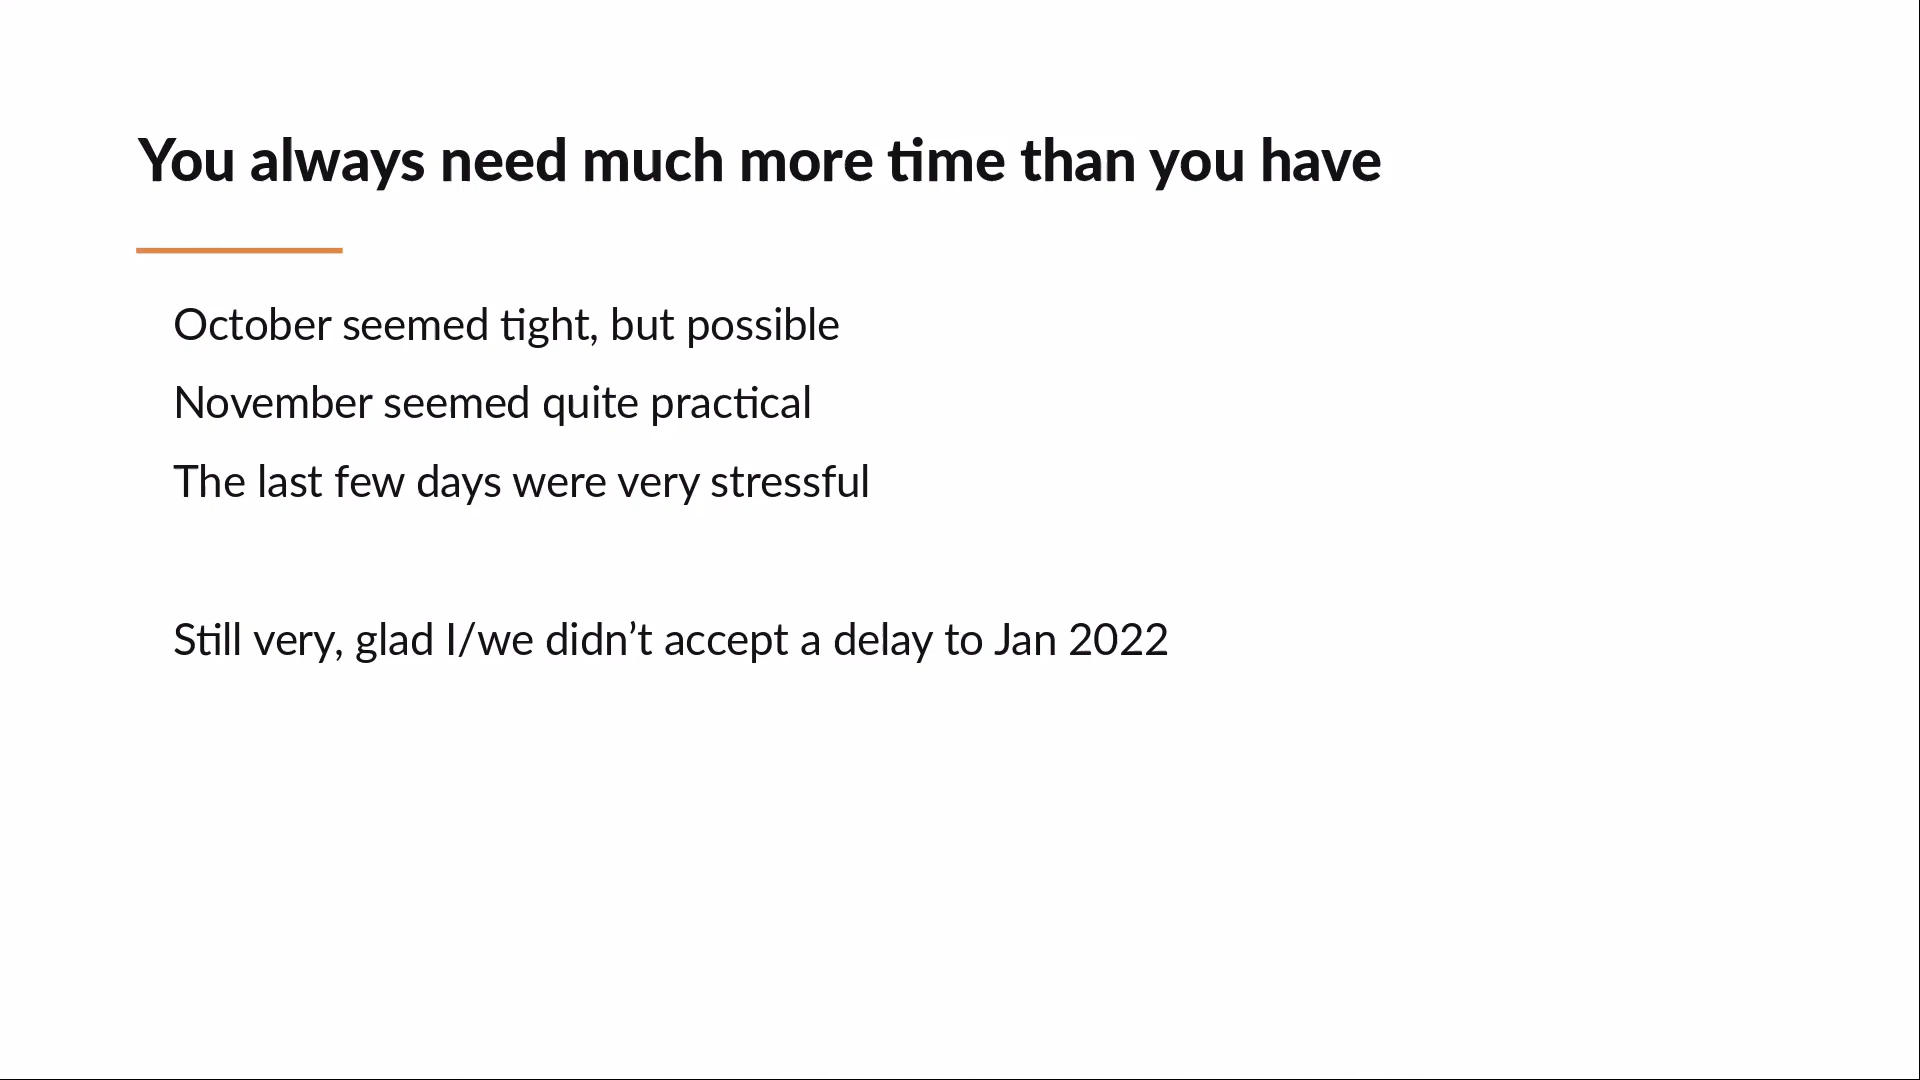 You always need much more time than you have
October seemed tight, but possible
November seemed quite practical
The last few days were very stressful
Still very, glad I/we didn’t accept a delay to Jan 2022